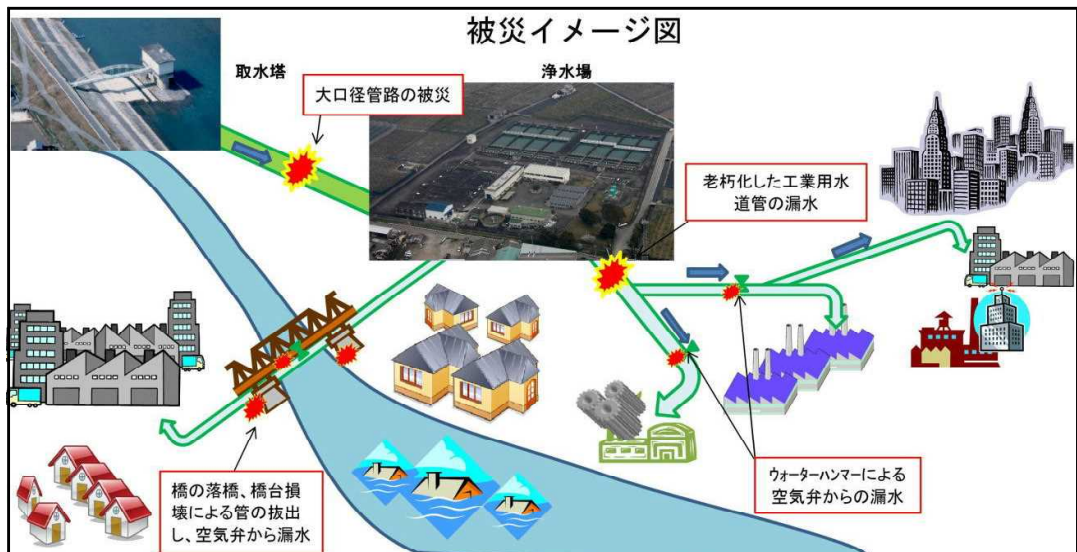 被災イメージ図
取水塔
浄水場
大口径管路の被災
老朽化した工業用水
道管の漏水
橋の落橋、橋台損
壊による管の抜出
し、空気弁から漏水
ウォーターハンマーによる
空気弁からの漏水